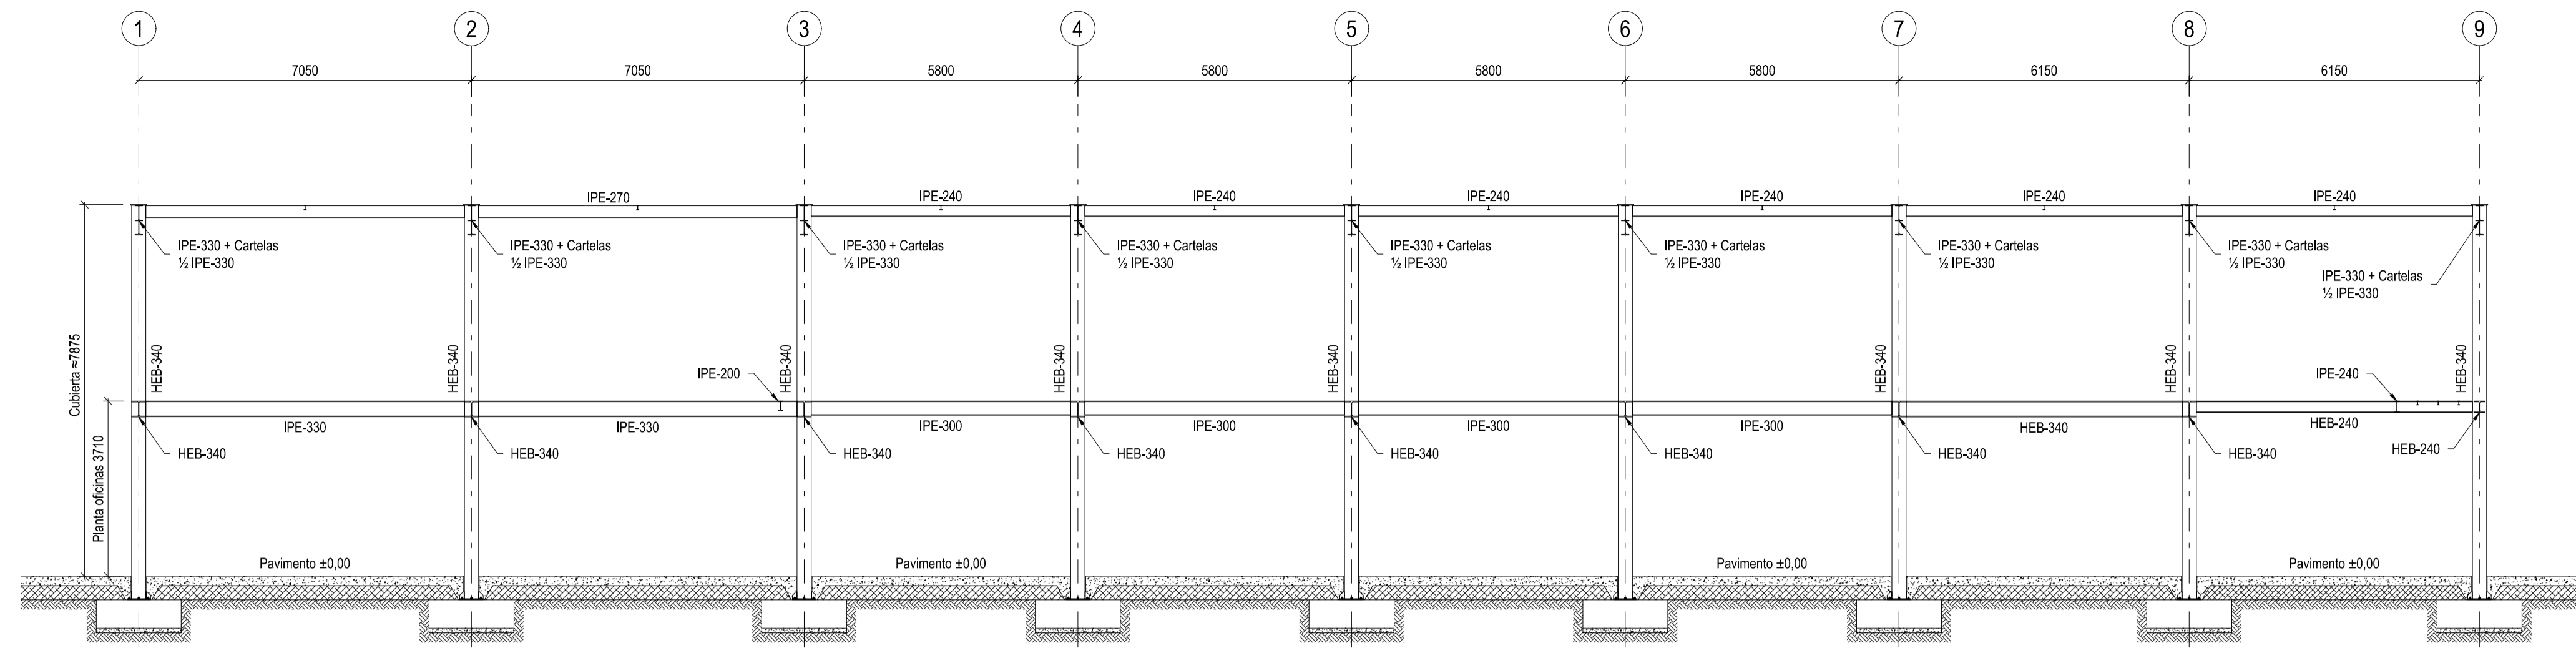 1 2 3 4 5 6 7 8 9
7050 7050 5800 5800 5800 5800 6150 6150
IPE-270 IPE-240 IPE-240 IPE-240 IPE-240 IPE-240 IPE-240
IPE-330 + Cartelas
½ IPE-330
IPE-330 + Cartelas
½ IPE-330
IPE-330 + Cartelas
½ IPE-330
IPE-330 + Cartelas
½ IPE-330
IPE-330 + Cartelas
½ IPE-330
IPE-330 + Cartelas
½ IPE-330
IPE-330 + Cartelas
½ IPE-330
IPE-330 + Cartelas
½ IPE-330
IPE-330 + Cartelas
½ IPE-330
Cubierta ≈7875
HEB-340
HEB-340
IPE-200
HEB-340
HEB-340
HEB-340
HEB-340
HEB-340
IPE-240
HEB-340
Planta oficinas 3710
IPE-330 IPE-330 IPE-300 IPE-300 IPE-300 IPE-300 HEB-340 HEB-240
HEB-340 HEB-340 HEB-340 HEB-340 HEB-340 HEB-340 HEB-340 HEB-340 HEB-240
Pavimento ±0,00 Pavimento ±0,00 Pavimento ±0,00 Pavimento ±0,00